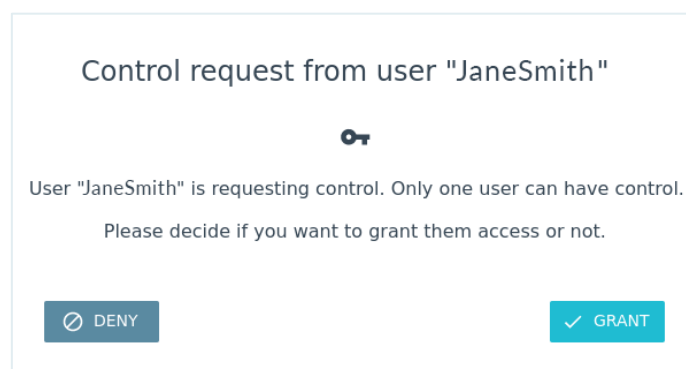 Control request from user "JaneSmith"
User "JaneSmith" is requesting control. Only one user can have control.
Please decide if you want to grant them access or not.
DENY
GRANT